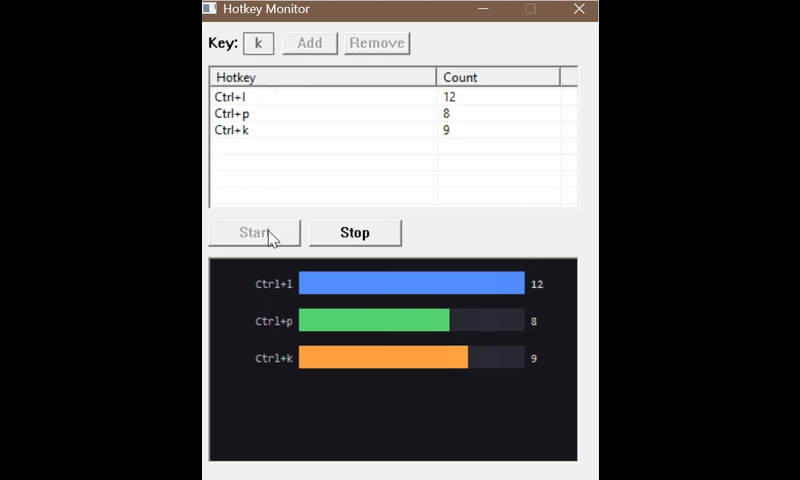 Hotkey Monitor
Key: k Add Remove
Hotkey Count
Ctrl+l 12
Ctrl+p 8
Ctrl+k 9
Start Stop
Ctrl+l 12
Ctrl+p 8
Ctrl+k 9